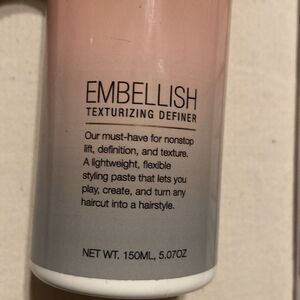 EMBELLISH
TEXTURIZING DEFINER
Our must-have for nonstop
lift, definition, and texture.
A lightweight, flexible
styling paste that lets you
play, create, and turn any
haircut into a hairstyle.
NET WT. 150ML, 5.07OZ